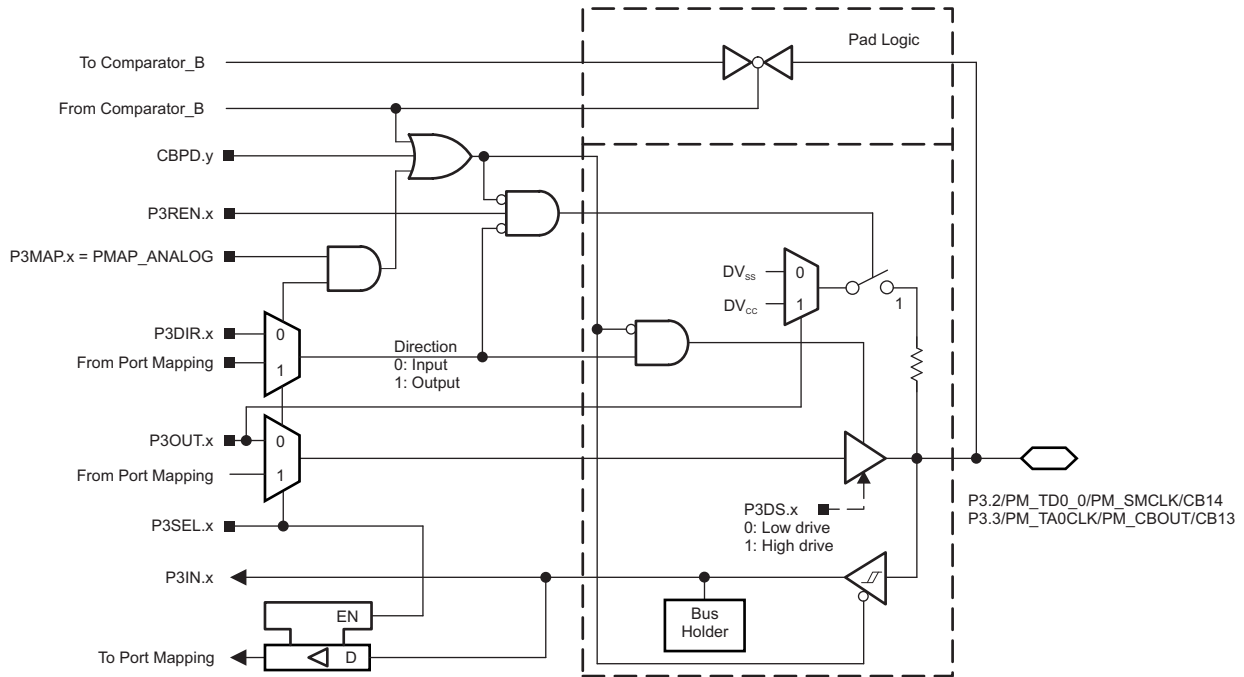 Pad Logic
To Comparator_B
From Comparator_B
CBPD.y
P3REN.x
P3MAP.x = PMAP_ANALOG
DVSS
0
DVCC
1
1
P3DIR.x
0
From Port Mapping
1
Direction
0: Input
1: Output
P3OUT.x
0
From Port Mapping
1
P3DS.x
0: Low drive
1: High drive
P3.2/PM_TD0_0/PM_SMCLK/CB14
P3.3/PM_TA0CLK/PM_CBOUT/CB13
P3SEL.x
P3IN.x
EN
Bus
Holder
To Port Mapping
D